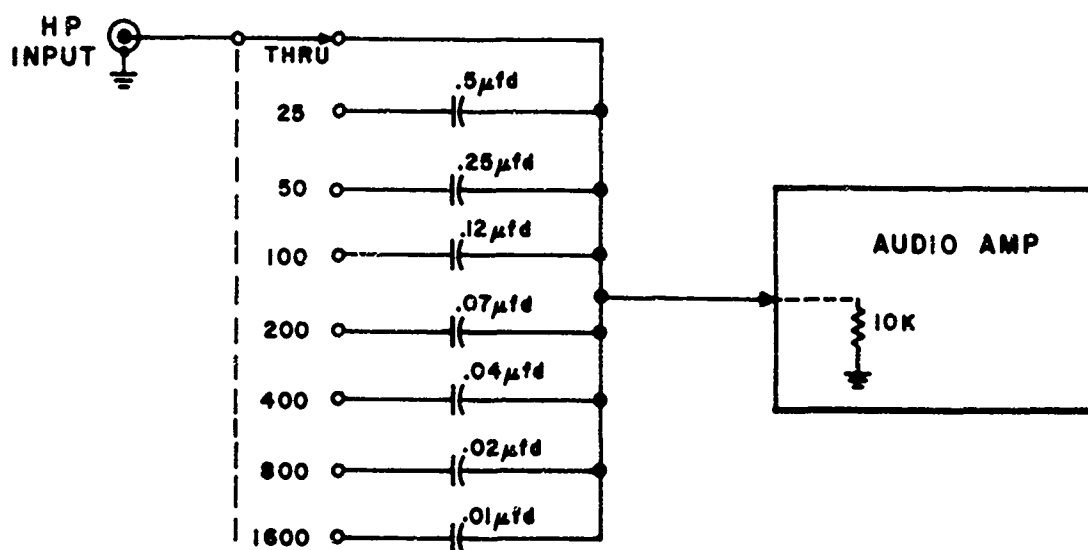 HP
INPUT
THRU
.5µfd
25
.25µfd
50
.12µfd
100
AUDIO AMP
.07µfd
200
10K
.04µfd
400
.02µfd
800
.01µfd
1600